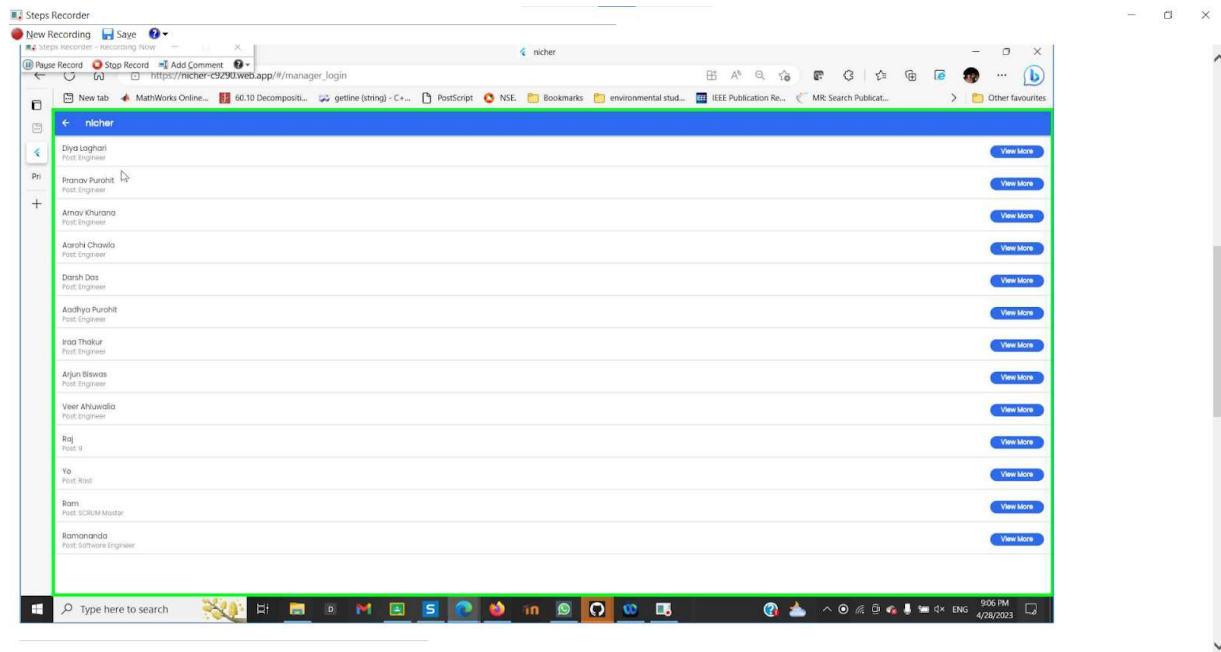 Steps Recorder
New Recording Save
Steps Recorder - Recording Now
nicher
Pause Record Stop Record Add Comment
https://nicher-c9290.web.app/#/manager_login
New tab MathWorks Online... 60.10 Decompositi... getline (string) - C+... PostScript NSE. Bookmarks environmental stud... IEEE Publication Re... MR: Search Publicat... Other favourites
nicher
Diya Laghari View More
Post: Engineer
Pri
Pranav Purohit View More
Post: Engineer
Arnav Khurana View More
Post: Engineer
Aarohi Chawla View More
Post: Engineer
Darsh Das View More
Post: Engineer
Aadhya Purohit View More
Post: Engineer
Iraa Thakur View More
Post: Engineer
Arjun Biswas View More
Post: Engineer
Veer Ahluwalia View More
Post: Engineer
Raj View More
Post:
Yo View More
Post: Rast
Ram View More
Post: SCRUM Master
Ramananda View More
Post: Software Engineer
Type here to search ENG 9:06 PM
4/28/2023